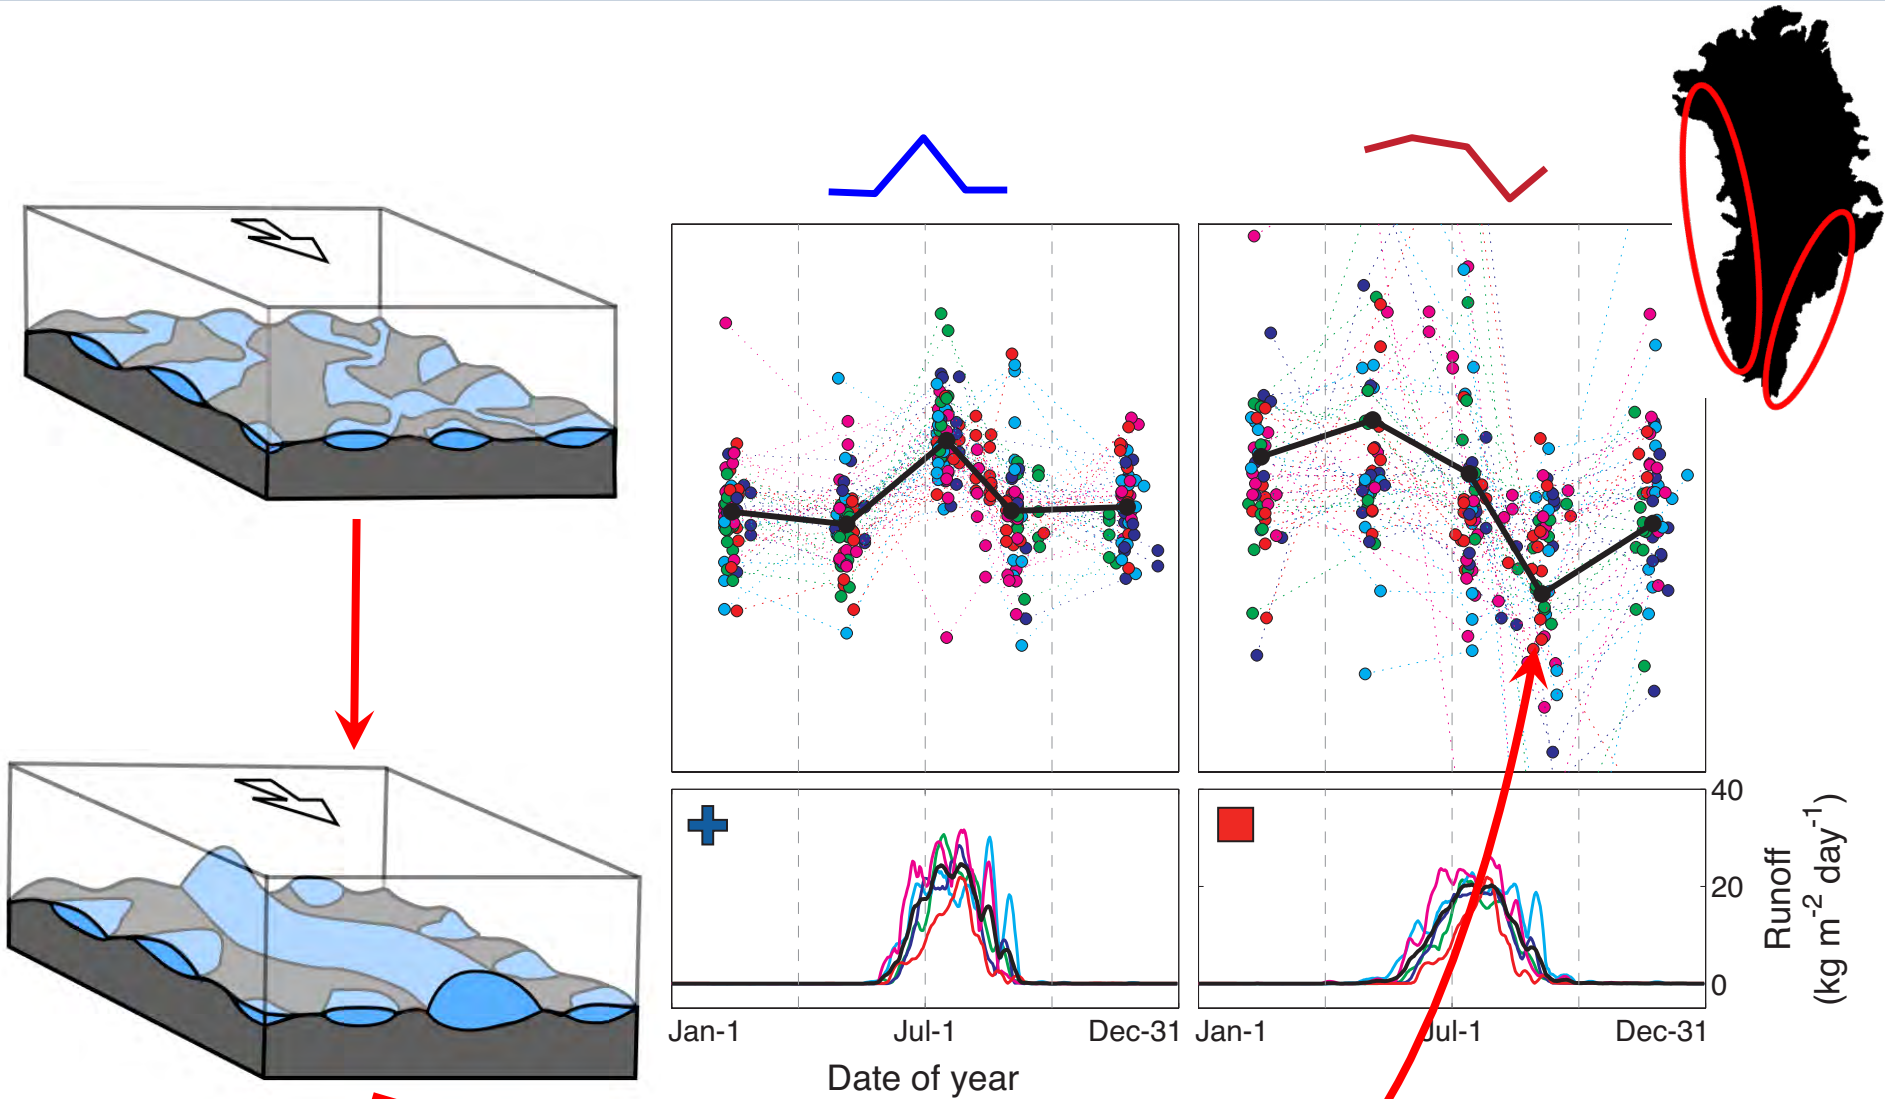 40
20
0
Runoff
(kg m⁻² day⁻¹)
Jan-1
Jul-1
Dec-31
Jan-1
Jul-1
Dec-31
Date of year